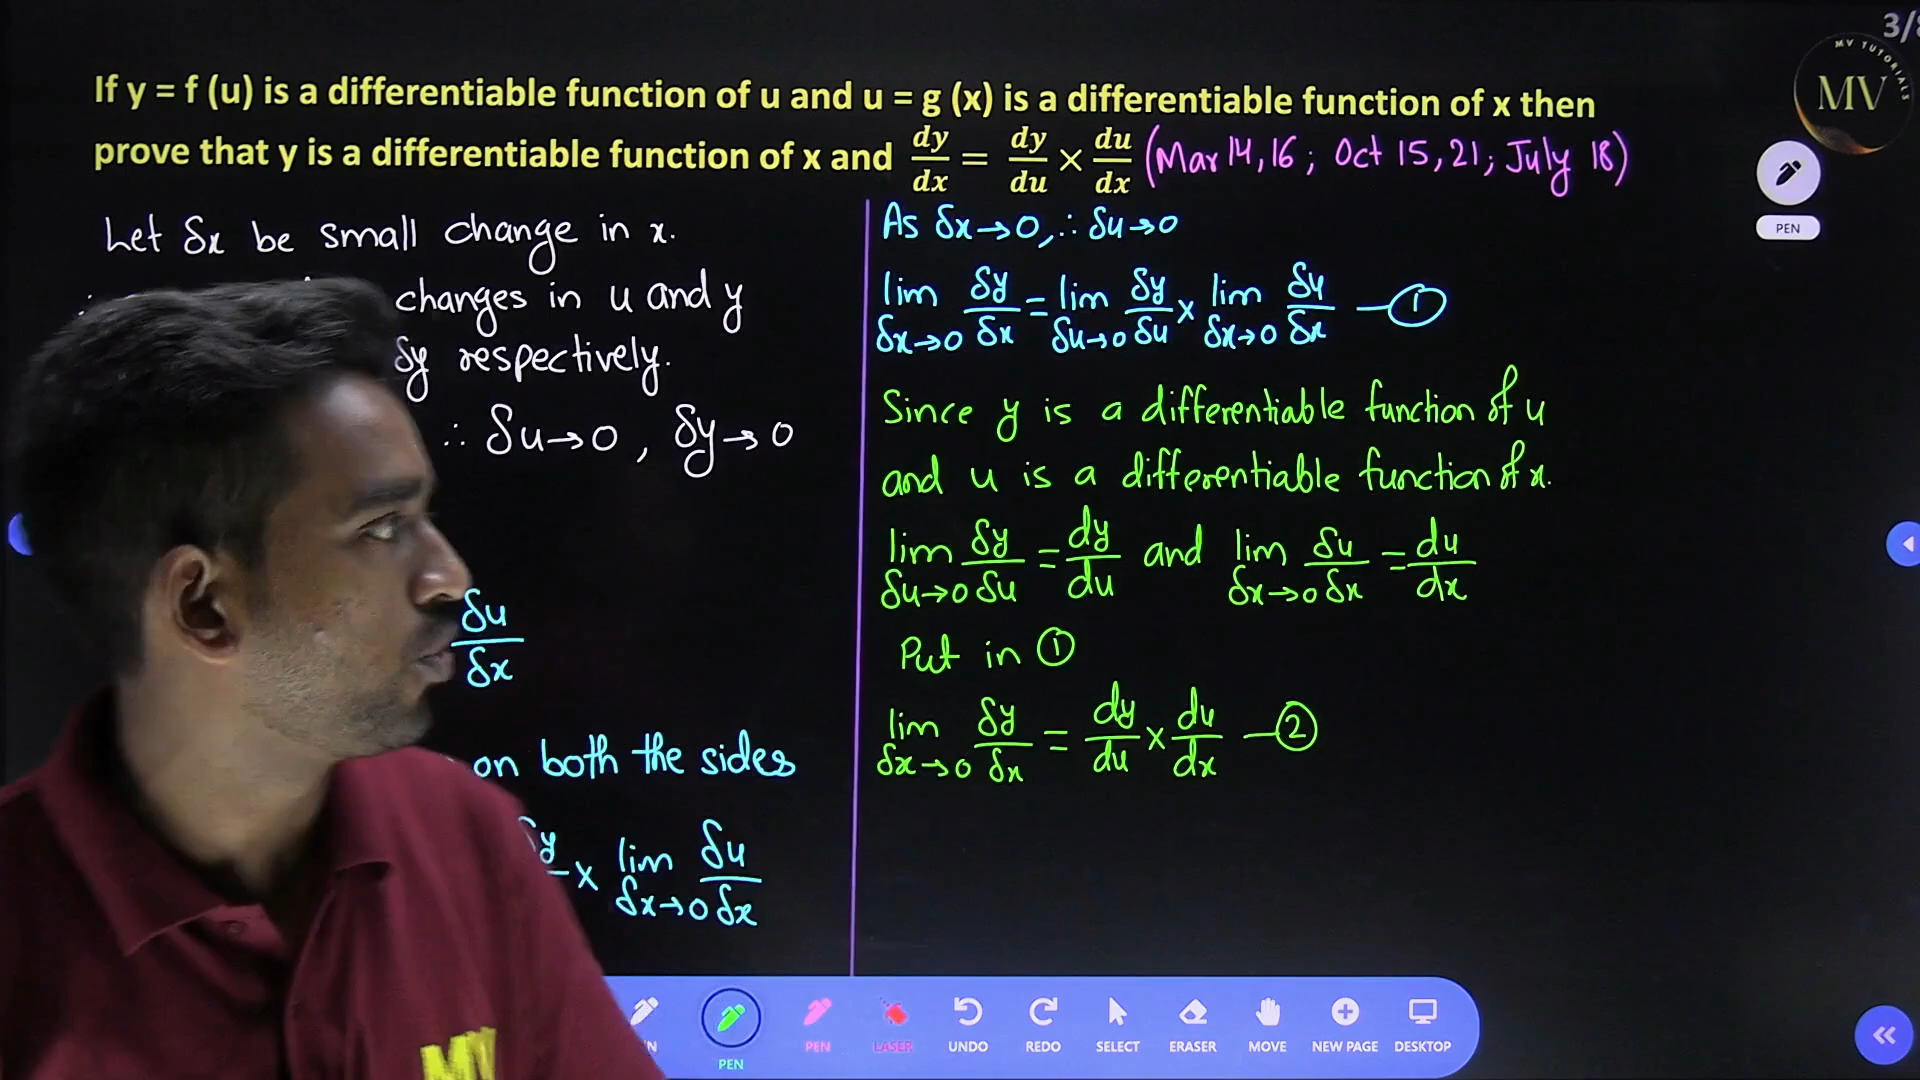 3/8
MV TUTORIALS
MV
If y = f (u) is a differentiable function of u and u = g (x) is a differentiable function of x then
prove that y is a differentiable function of x and dy/dx = dy/du × du/dx (Mar 14, 16 ; Oct 15, 21 ; July 18)
PEN
Let δx be small change in x.
changes in u and y
δy respectively.
∴ δu→0 , δy→0
δu/δx
on both the sides
× lim δx→0 δu/δx
As δx→0, ∴ δu→0
lim δx→0 δy/δx = lim δu→0 δy/δu × lim δx→0 δu/δx —①
Since y is a differentiable function of u
and u is a differentiable function of x.
lim δu→0 δy/δu = dy/du and lim δx→0 δu/δx = du/dx
Put in ①
lim δx→0 δy/δx = dy/du × du/dx —②
PEN PEN LASER UNDO REDO SELECT ERASER MOVE NEW PAGE DESKTOP
MV